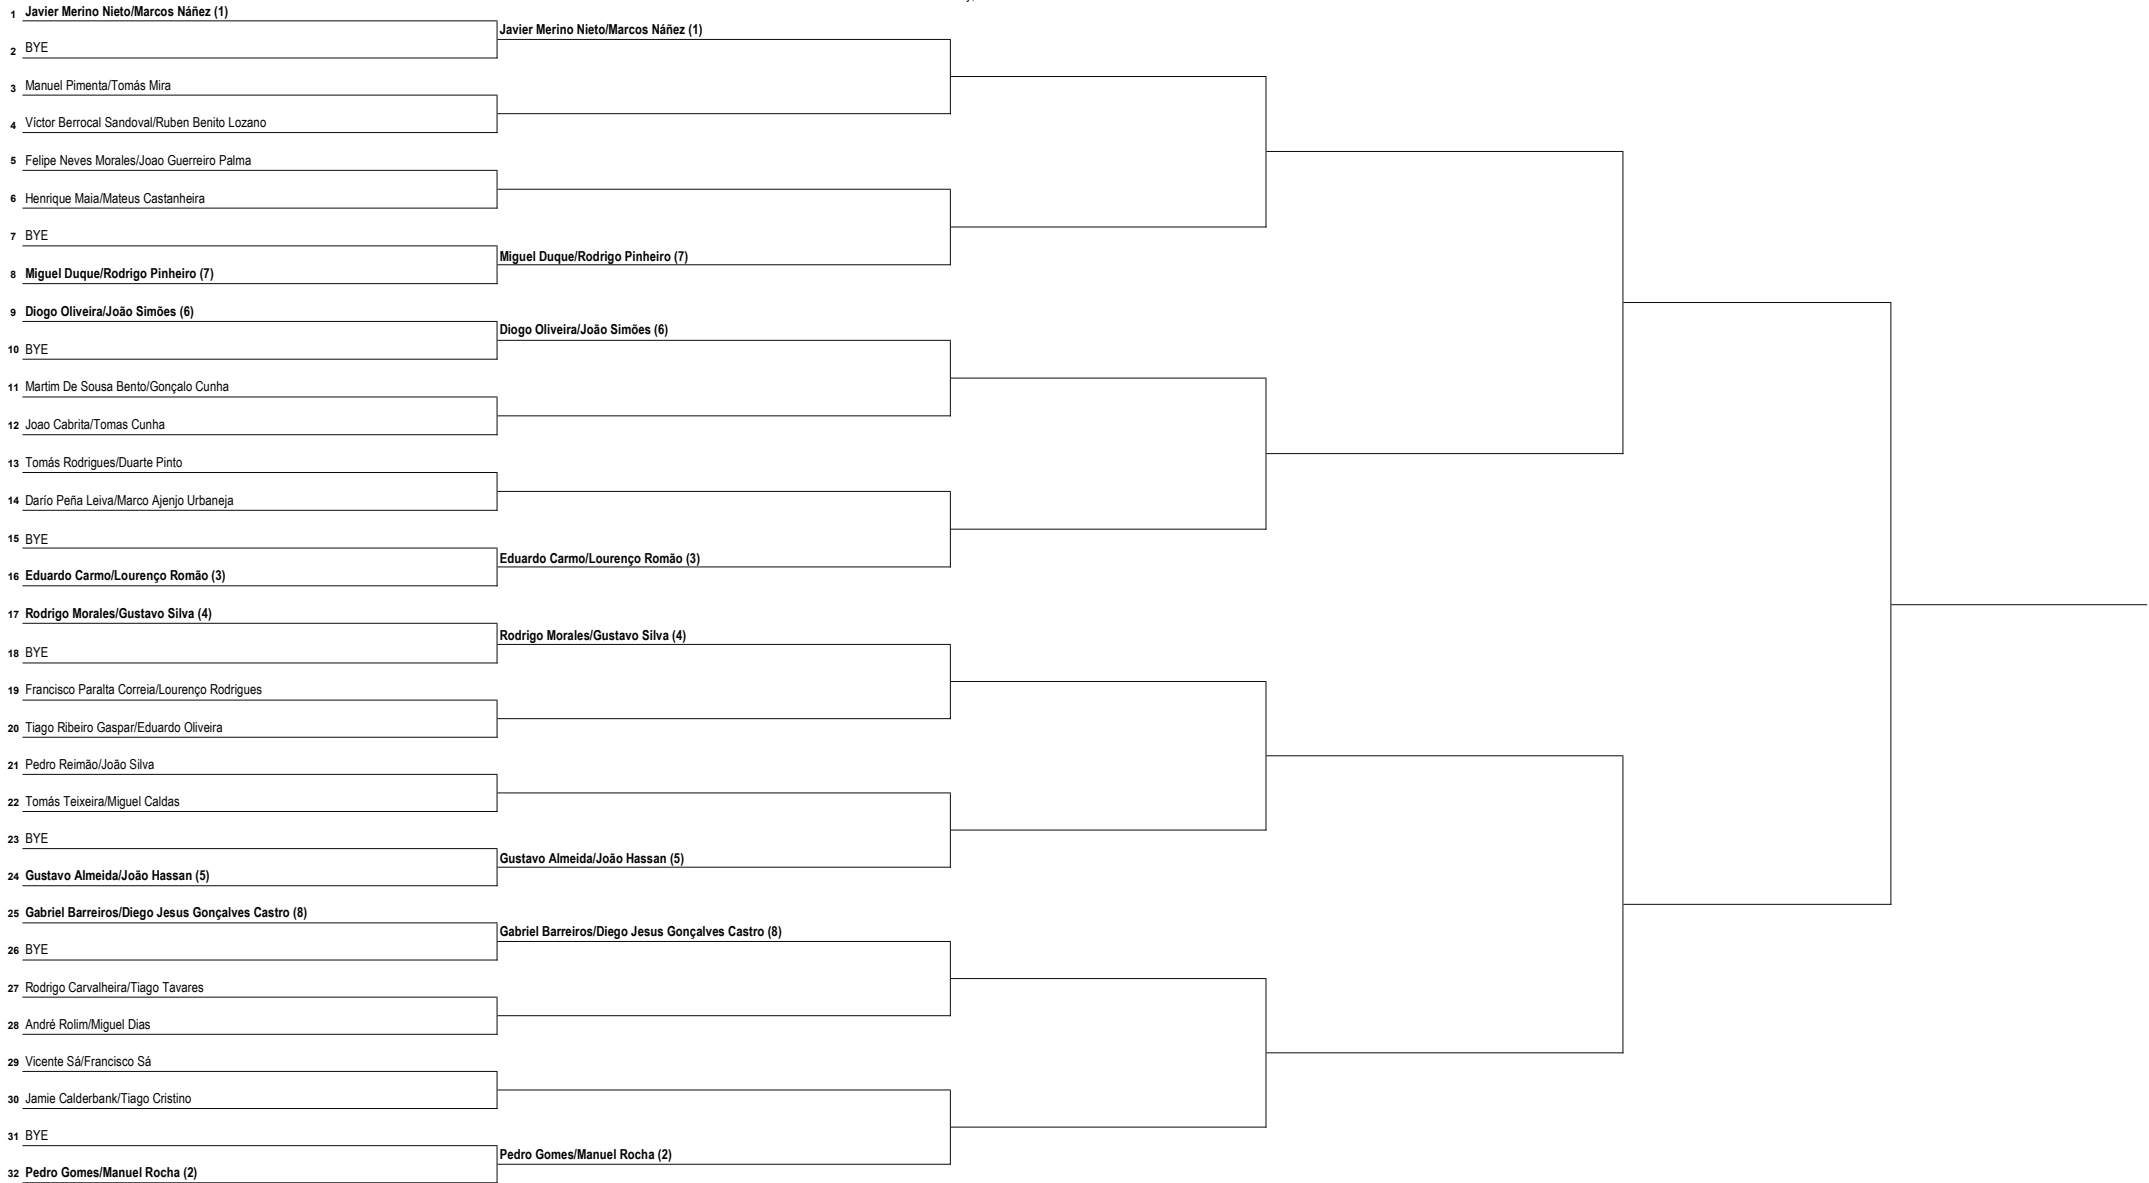 1 Javier Merino Nieto/Marcos Náñez (1)
Javier Merino Nieto/Marcos Náñez (1)
2 BYE
3 Manuel Pimenta/Tomás Mira
4 Víctor Berrocal Sandoval/Ruben Benito Lozano
5 Felipe Neves Morales/Joao Guerreiro Palma
6 Henrique Maia/Mateus Castanheira
7 BYE
Miguel Duque/Rodrigo Pinheiro (7)
8 Miguel Duque/Rodrigo Pinheiro (7)
9 Diogo Oliveira/João Simões (6)
Diogo Oliveira/João Simões (6)
10 BYE
11 Martim De Sousa Bento/Gonçalo Cunha
12 Joao Cabrita/Tomas Cunha
13 Tomás Rodrigues/Duarte Pinto
14 Darío Peña Leiva/Marco Ajenjo Urbaneja
15 BYE
Eduardo Carmo/Lourenço Romão (3)
16 Eduardo Carmo/Lourenço Romão (3)
17 Rodrigo Morales/Gustavo Silva (4)
Rodrigo Morales/Gustavo Silva (4)
18 BYE
19 Francisco Paralta Correia/Lourenço Rodrigues
20 Tiago Ribeiro Gaspar/Eduardo Oliveira
21 Pedro Reimão/João Silva
22 Tomás Teixeira/Miguel Caldas
23 BYE
Gustavo Almeida/João Hassan (5)
24 Gustavo Almeida/João Hassan (5)
25 Gabriel Barreiros/Diego Jesus Gonçalves Castro (8)
Gabriel Barreiros/Diego Jesus Gonçalves Castro (8)
26 BYE
27 Rodrigo Carvalheira/Tiago Tavares
28 André Rolim/Miguel Dias
29 Vicente Sá/Francisco Sá
30 Jamie Calderbank/Tiago Cristino
31 BYE
Pedro Gomes/Manuel Rocha (2)
32 Pedro Gomes/Manuel Rocha (2)